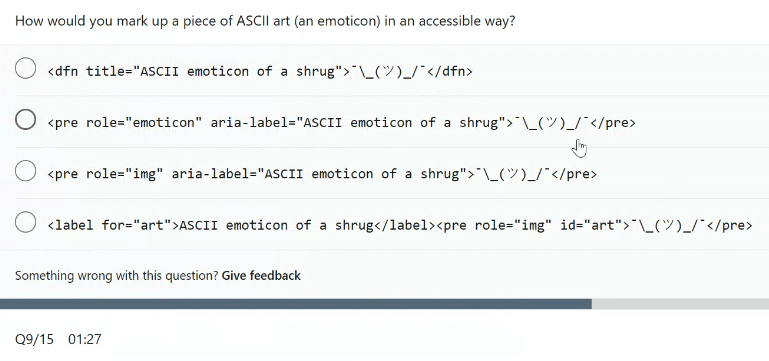 How would you mark up a piece of ASCII art (an emoticon) in an accessible way?
<dfn title="ASCII emoticon of a shrug">¯\_(ツ)_/¯</dfn>
<pre role="emoticon" aria-label="ASCII emoticon of a shrug">¯\_(ツ)_/¯</pre>
<pre role="img" aria-label="ASCII emoticon of a shrug">¯\_(ツ)_/¯</pre>
<label for="art">ASCII emoticon of a shrug</label><pre role="img" id="art">¯\_(ツ)_/¯</pre>
Something wrong with this question? Give feedback
Q9/15 01:27